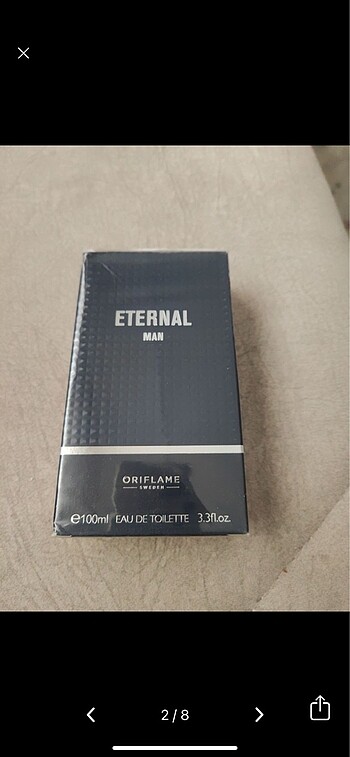 ETERNAL
MAN
ORIFLAME
SWEDEN
℮100ml EAU DE TOILETTE 3.3fl.oz.
2/8